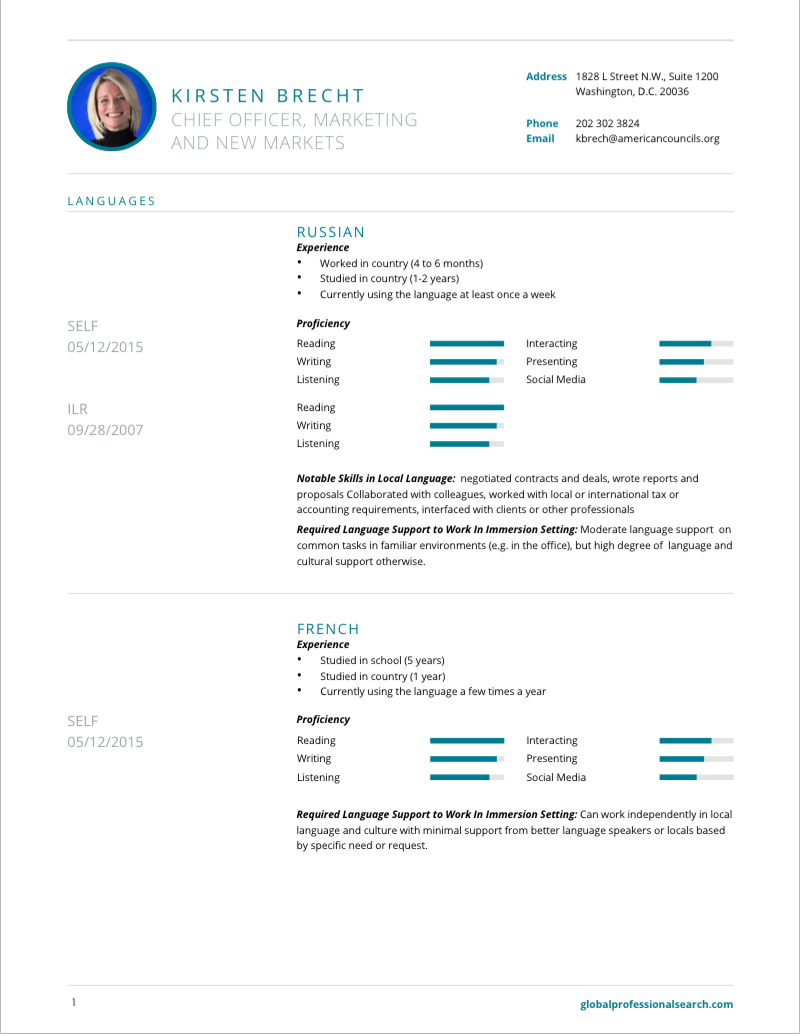 KIRSTEN BRECHT
CHIEF OFFICER, MARKETING
AND NEW MARKETS
Address 1828 L Street N.W., Suite 1200
Washington, D.C. 20036
Phone 202 302 3824
Email kbrech@americancouncils.org
LANGUAGES
RUSSIAN
Experience
• Worked in country (4 to 6 months)
• Studied in country (1-2 years)
• Currently using the language at least once a week
SELF
05/12/2015
Proficiency
Reading Interacting
Writing Presenting
Listening Social Media
ILR
09/28/2007
Reading
Writing
Listening
Notable Skills in Local Language: negotiated contracts and deals, wrote reports and
proposals Collaborated with colleagues, worked with local or international tax or
accounting requirements, interfaced with clients or other professionals
Required Language Support to Work In Immersion Setting: Moderate language support on
common tasks in familiar environments (e.g. in the office), but high degree of language and
cultural support otherwise.
FRENCH
Experience
• Studied in school (5 years)
• Studied in country (1 year)
• Currently using the language a few times a year
SELF
05/12/2015
Proficiency
Reading Interacting
Writing Presenting
Listening Social Media
Required Language Support to Work In Immersion Setting: Can work independently in local
language and culture with minimal support from better language speakers or locals based
by specific need or request.
1
globalprofessionalsearch.com